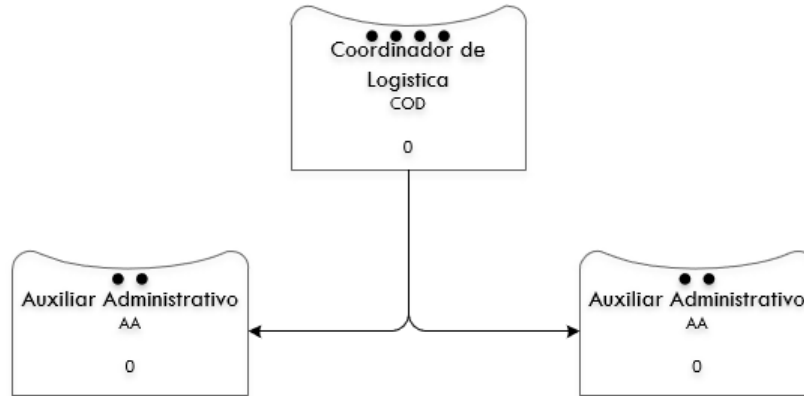 Coordinador de
Logistica
COD
0
Auxiliar Administrativo
AA
0
Auxiliar Administrativo
AA
0